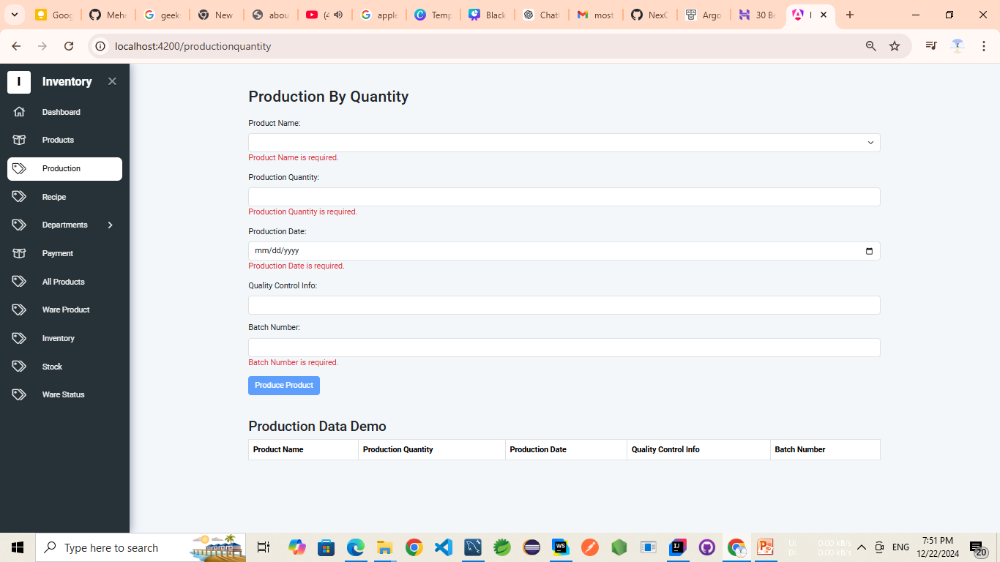 Goog
Mehe
geeks
New
abou
(4
apple
Temp
Black
Chat
most
NexC
Argo
30 Be
localhost:4200/productionquantity
I
Inventory
Dashboard
Products
Production
Recipe
Departments
Payment
All Products
Ware Product
Inventory
Stock
Ware Status
Production By Quantity
Product Name:
Product Name is required.
Production Quantity:
Production Quantity is required.
Production Date:
mm/dd/yyyy
Production Date is required.
Quality Control Info:
Batch Number:
Batch Number is required.
Produce Product
Production Data Demo
Product Name Production Quantity Production Date Quality Control Info Batch Number
Type here to search
U: 0.00 kB/s
D: 0.00 kB/s
ENG
7:51 PM
12/22/2024
20